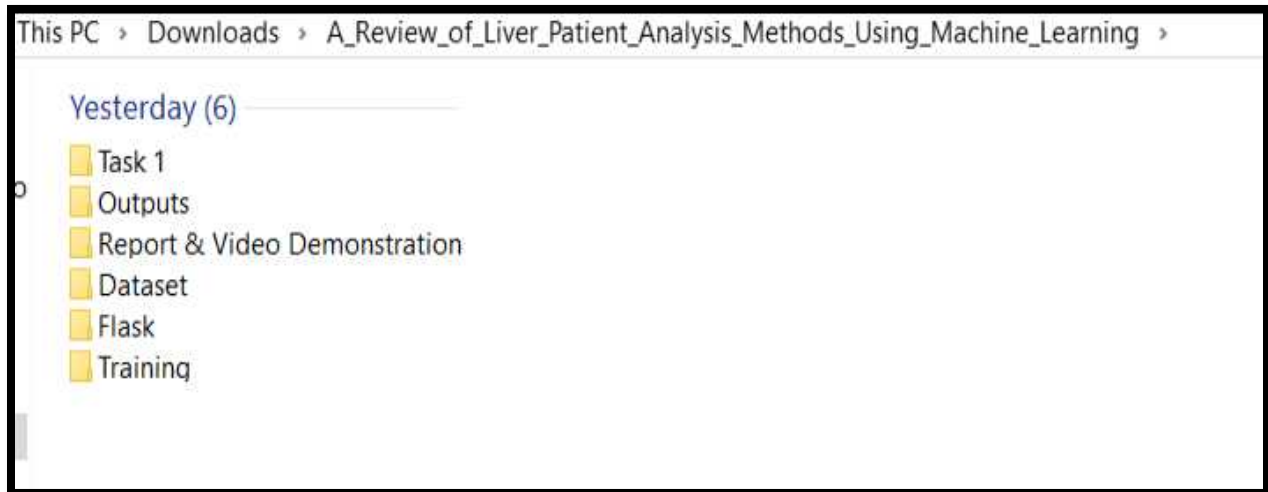 This PC › Downloads › A_Review_of_Liver_Patient_Analysis_Methods_Using_Machine_Learning ›
Yesterday (6)
Task 1
o
Outputs
Report & Video Demonstration
Dataset
Flask
Training